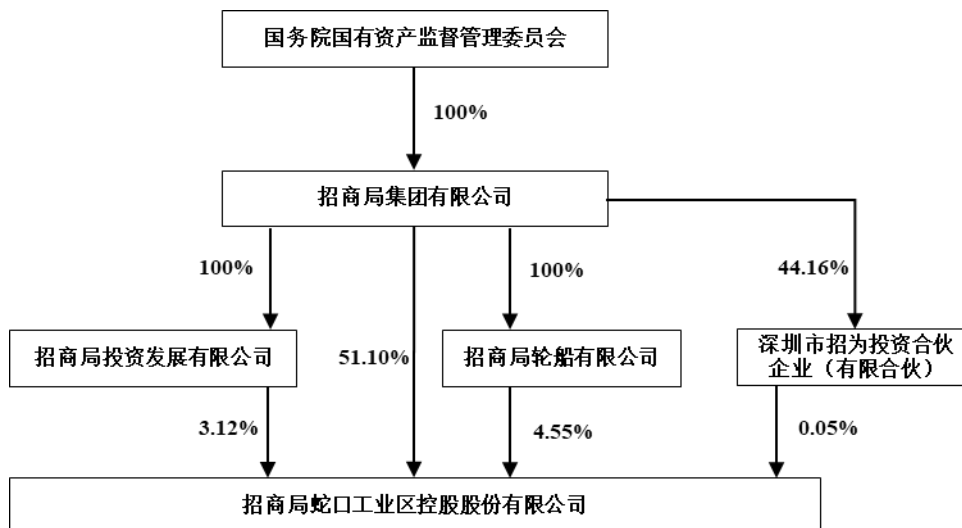 国务院国有资产监督管理委员会
100%
招商局集团有限公司
100%
100%
44.16%
招商局投资发展有限公司
51.10%
招商局轮船有限公司
深圳市招为投资合伙
企业（有限合伙）
3.12%
4.55%
0.05%
招商局蛇口工业区控股股份有限公司